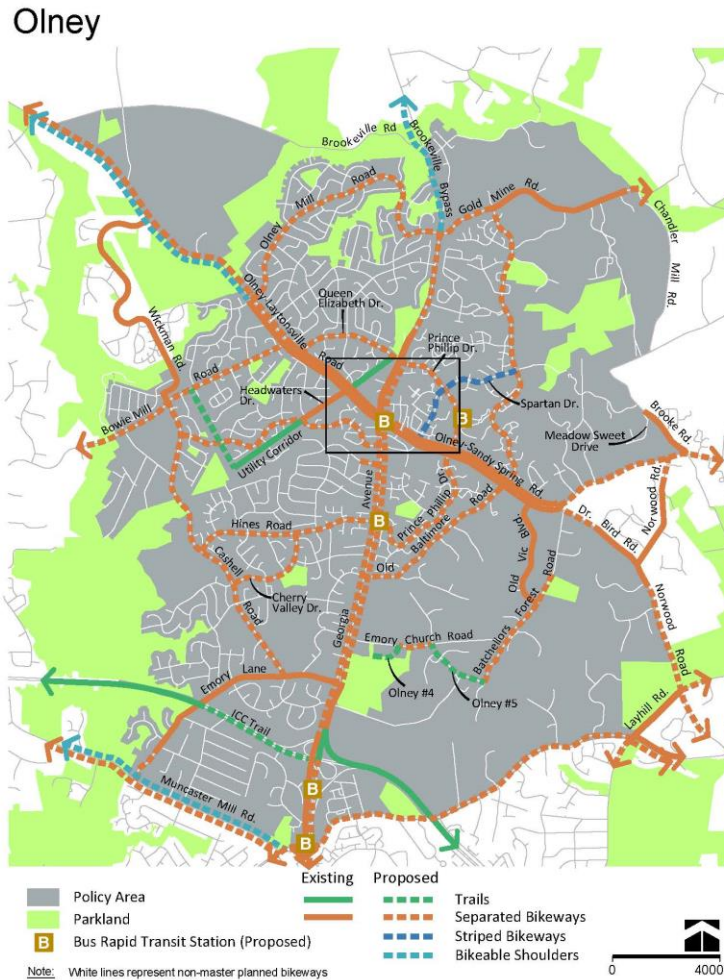 Olney
Brookeville Rd
Brookeville
Bypass
Olney
Mill
Road
Gold Mine Rd.
Chandler
Mill Rd.
Olney-Laytonsville
Road
Queen
Elizabeth Dr.
Prince
Phillip Dr.
Wickman Rd.
Bowie Mill
Road
Headwaters
Dr.
Utility Corridor
B
B
Spartan Dr.
Meadow Sweet
Drive
Brooke Rd.
Olney-Sandy Spring Rd.
Norwood Rd.
Dr. Bird Rd.
Avenue
B
Prince Phillip
Dr
Old
Baltimore
Road
Hines Road
Old
Vic
Blvd
Cashell
Road
Cherry
Valley Dr.
Georgia
Emory Church Road
Batchellors Forest Road
Norwood
Road
Olney #4
Olney #5
Emory Lane
ICC Trail
Layhill Rd.
Muncaster Mill Rd.
B
B
Existing Proposed
Policy Area
Parkland
B Bus Rapid Transit Station (Proposed)
Trails
Separated Bikeways
Striped Bikeways
Bikeable Shoulders
Note: White lines represent non-master planned bikeways
0 4000